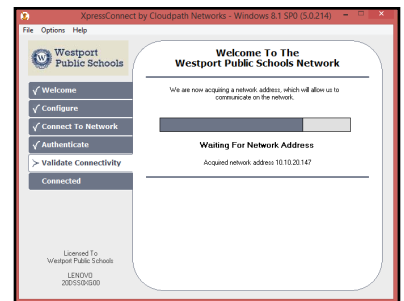 XpressConnect by Cloudpath Networks - Windows 8.1 SP0 (5.0.214)
File Options Help
Westport
Public Schools
Welcome
Configure
Connect To Network
Authenticate
Validate Connectivity
Connected
Licensed To
Westport Public Schools
LENOVO
20DSS0XG00
Welcome To The
Westport Public Schools Network
We are now acquiring a network address, which will allow us to
communicate on the network.
Waiting For Network Address
Acquired network address 10.10.20.147